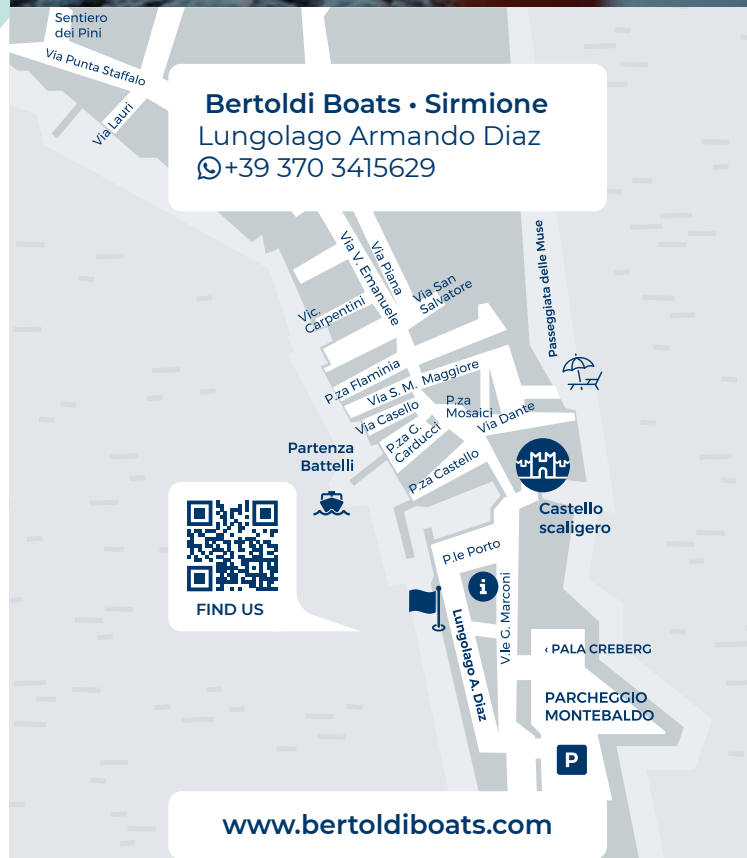 Sentiero
dei Pini
Via Punta Staffalo
Via Lauri
Bertoldi Boats • Sirmione
Lungolago Armando Diaz
+39 370 3415629
Via V. Emanuele
Via Piana
Via San
Salvatore
Vic.
Carpentini
Passeggiata delle Muse
P.za Flaminia
Via S. M. Maggiore
Via Casello
P.za
Mosaici
Via Dante
P.za G.
Carducci
P.za Castello
Partenza
Battelli
Castello
scaligero
FIND US
P.le Porto
i
V.le G. Marconi
Lungolago A. Diaz
‹ PALA CREBERG
PARCHEGGIO
MONTEBALDO
P
www.bertoldiboats.com